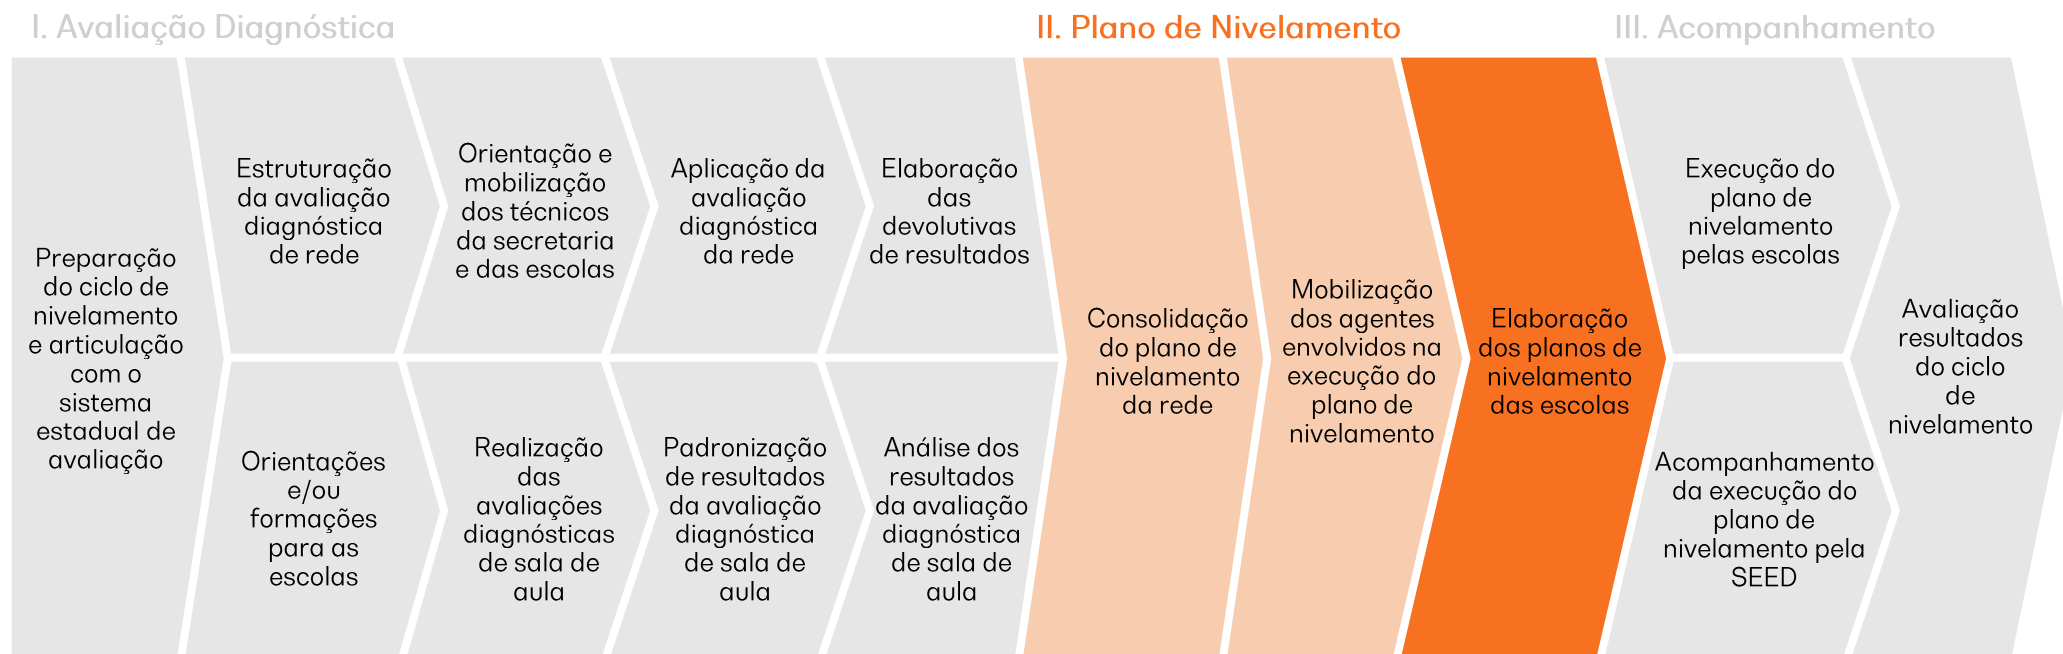 I. Avaliação Diagnóstica
II. Plano de Nivelamento
III. Acompanhamento
Preparação
do ciclo de
nivelamento
e articulação
com o
sistema
estadual de
avaliação
Estruturação
da avaliação
diagnóstica
de rede
Orientação e
mobilização
dos técnicos
da secretaria
e das escolas
Aplicação da
avaliação
diagnóstica
da rede
Elaboração
das
devolutivas
de resultados
Orientações
e/ou
formações
para as
escolas
Realização
das
avaliações
diagnósticas
de sala de
aula
Padronização
de resultados
da avaliação
diagnóstica
de sala de
aula
Análise dos
resultados
da avaliação
diagnóstica
de sala de
aula
Consolidação
do plano de
nivelamento
da rede
Mobilização
dos agentes
envolvidos na
execução do
plano de
nivelamento
Elaboração
dos planos de
nivelamento
das escolas
Execução do
plano de
nivelamento
pelas escolas
Acompanhamento
da execução do
plano de
nivelamento pela
SEED
Avaliação
resultados
do ciclo
de
nivelamento